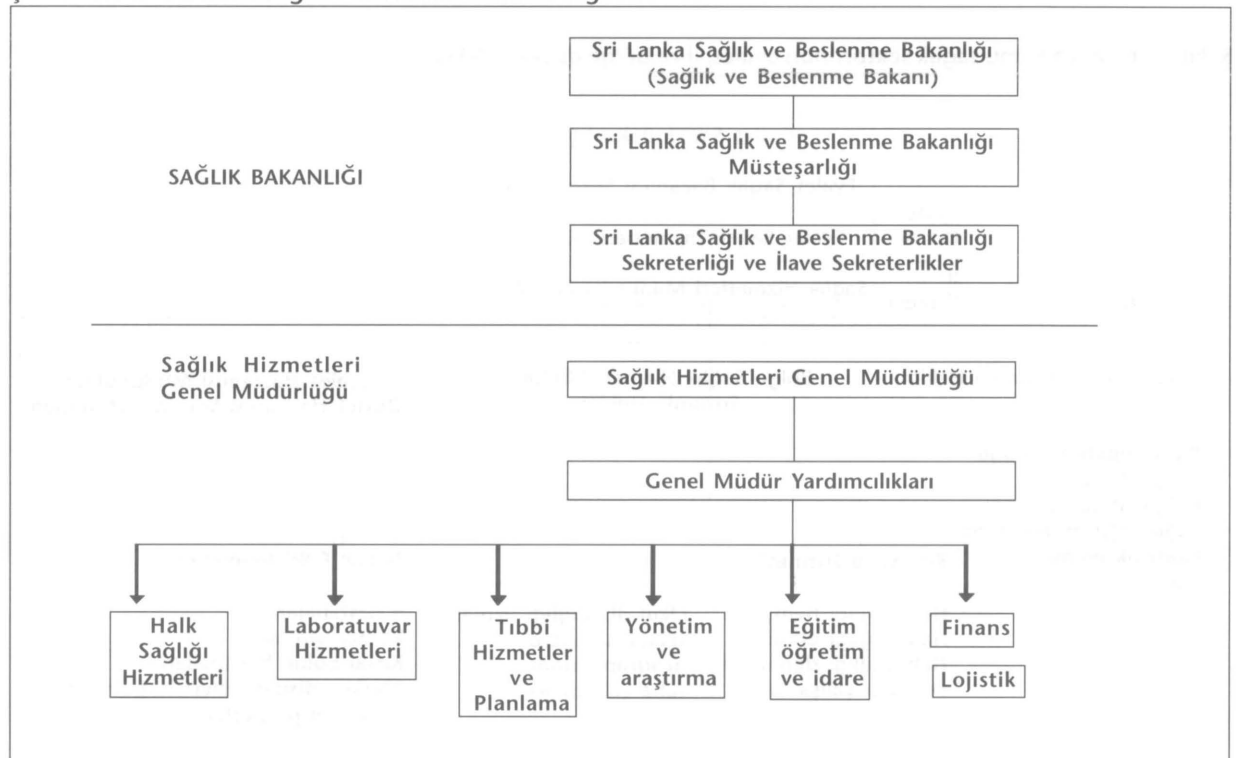 Sri Lanka Sağlık ve Beslenme Bakanlığı
(Sağlık ve Beslenme Bakanı)
Sri Lanka Sağlık ve Beslenme Bakanlığı
Müsteşarlığı
SAĞLIK BAKANLIĞI
Sri Lanka Sağlık ve Beslenme Bakanlığı
Sekreterliği ve İlave Sekreterlikler
Sağlık Hizmetleri
Genel Müdürlüğü
Sağlık Hizmetleri Genel Müdürlüğü
Genel Müdür Yardımcılıkları
Halk
Sağlığı
Hizmetleri
Laboratuvar
Hizmetleri
Tıbbi
Hizmetler
ve
Planlama
Yönetim
ve
araştırma
Eğitim
öğretim
ve idare
Finans
Lojistik